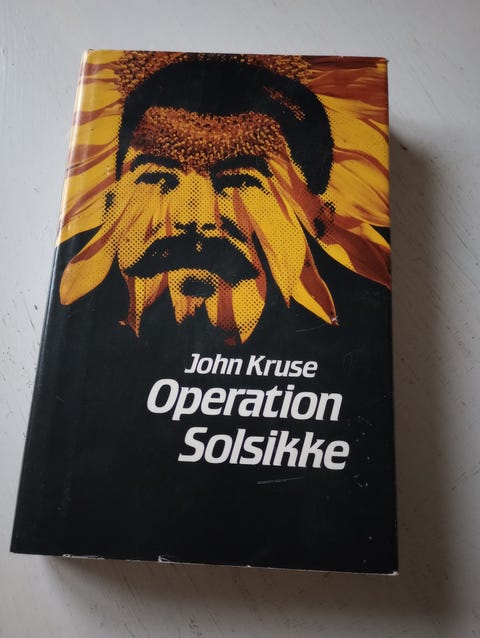 John Kruse
Operation
Solsikke